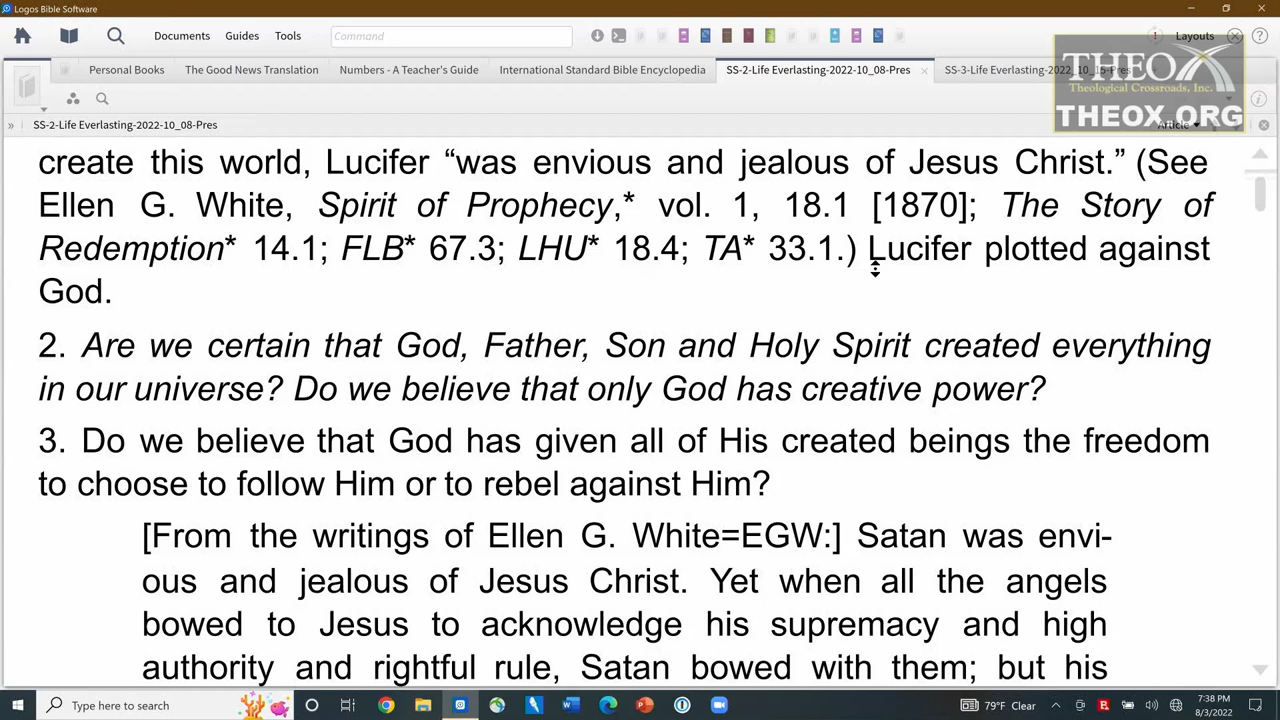 Logos Bible Software
Documents Guides Tools Command Layouts
THEOX
Theological Crossroads, Inc.
THEOX.ORG
Personal Books The Good News Translation Guide International Standard Bible Encyclopedia SS-2-Life Everlasting-2022-10_08-Pres SS-3-Life Everlasting-2022-10_15-Pres
SS-2-Life Everlasting-2022-10_08-Pres Article
create this world, Lucifer “was envious and jealous of Jesus Christ.” (See
Ellen G. White, Spirit of Prophecy,* vol. 1, 18.1 [1870]; The Story of
Redemption* 14.1; FLB* 67.3; LHU* 18.4; TA* 33.1.) Lucifer plotted against
God.
2. Are we certain that God, Father, Son and Holy Spirit created everything
in our universe? Do we believe that only God has creative power?
3. Do we believe that God has given all of His created beings the freedom
to choose to follow Him or to rebel against Him?
[From the writings of Ellen G. White=EGW:] Satan was envi-
ous and jealous of Jesus Christ. Yet when all the angels
bowed to Jesus to acknowledge his supremacy and high
authority and rightful rule, Satan bowed with them; but his
Type here to search 79°F Clear 7:38 PM
8/3/2022